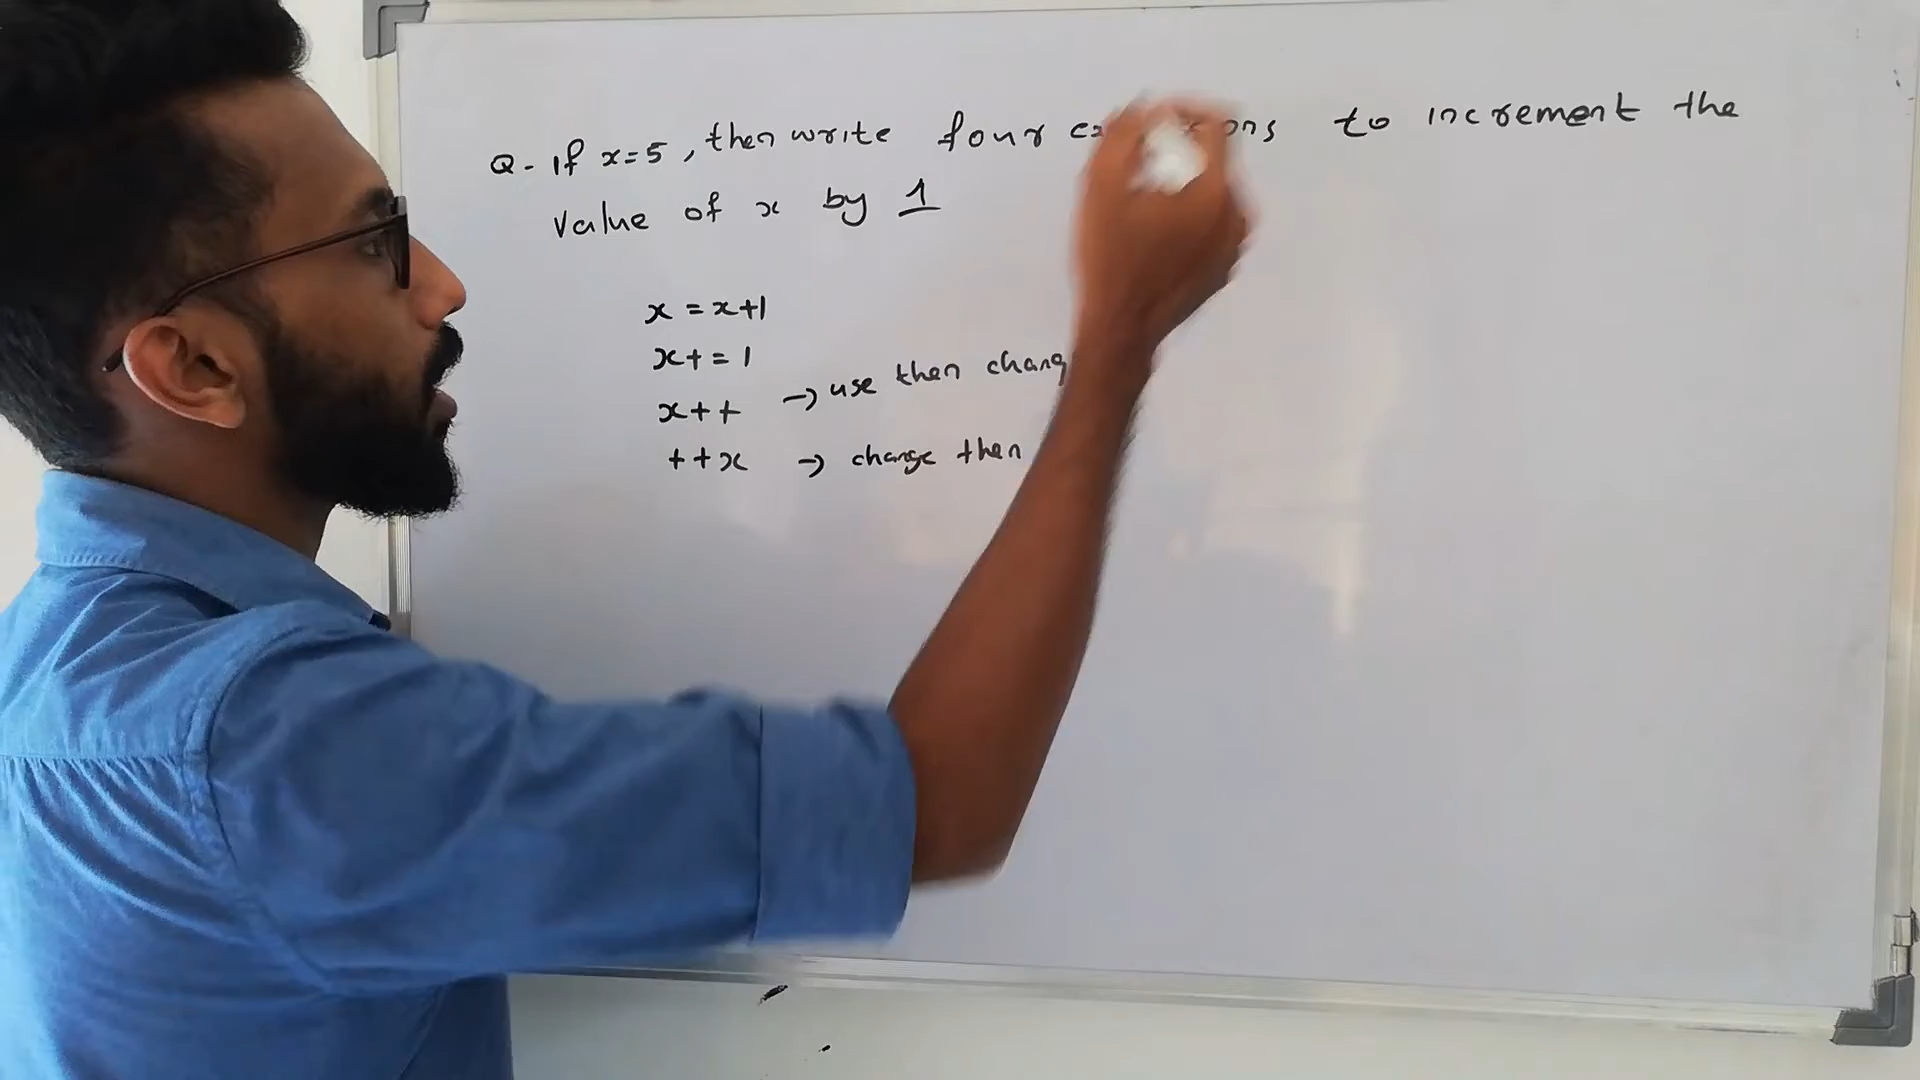 Q- If x=5, then write four to increment the
Value of x by 1
x = x+1
x+ = 1
x++ → use then
++x → change then